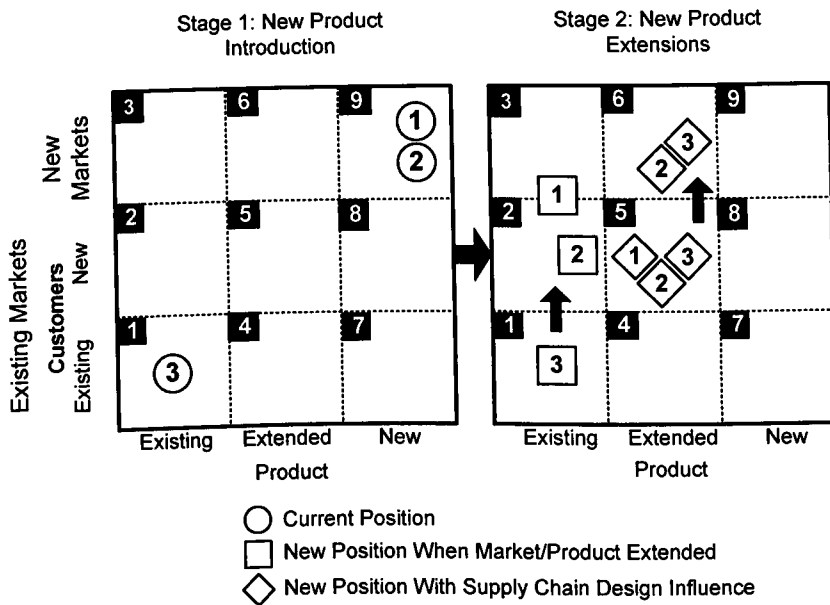 Stage 1: New Product
Introduction
Stage 2: New Product
Extensions
New
Markets
Existing Markets
Customers
Existing New
3 6 9
1
2
2 5 8
1 4 7
3
Existing Extended New
Product
3 6 9
3
2
1
2 5 8
2 1 3
2
1 4 7
3
Existing Extended New
Product
Current Position
New Position When Market/Product Extended
New Position With Supply Chain Design Influence